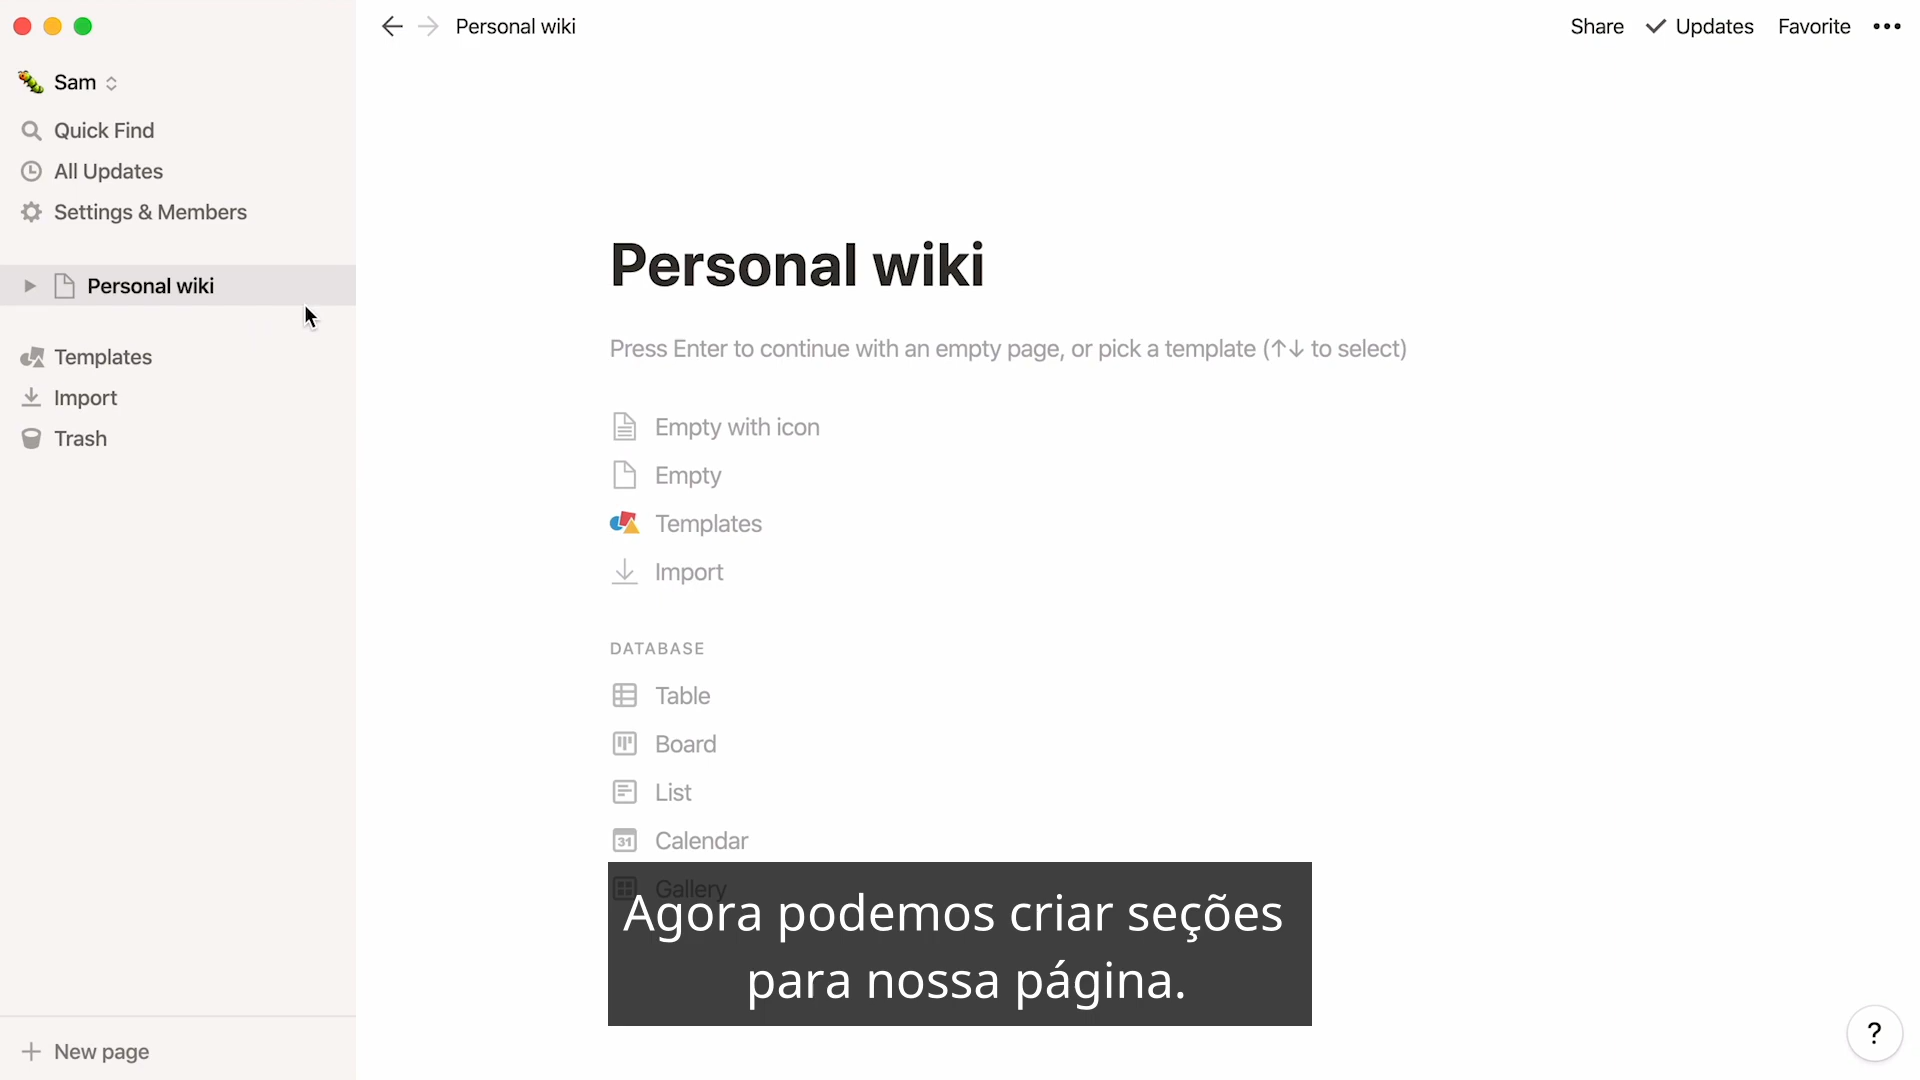 Personal wiki
Share
Updates
Favorite
Sam
Quick Find
All Updates
Settings & Members
Personal wiki
Templates
Import
Trash
New page
Personal wiki
Press Enter to continue with an empty page, or pick a template (↑↓ to select)
Empty with icon
Empty
Templates
Import
DATABASE
Table
Board
List
31
Calendar
Gallery
Agora podemos criar seções
para nossa página.
?